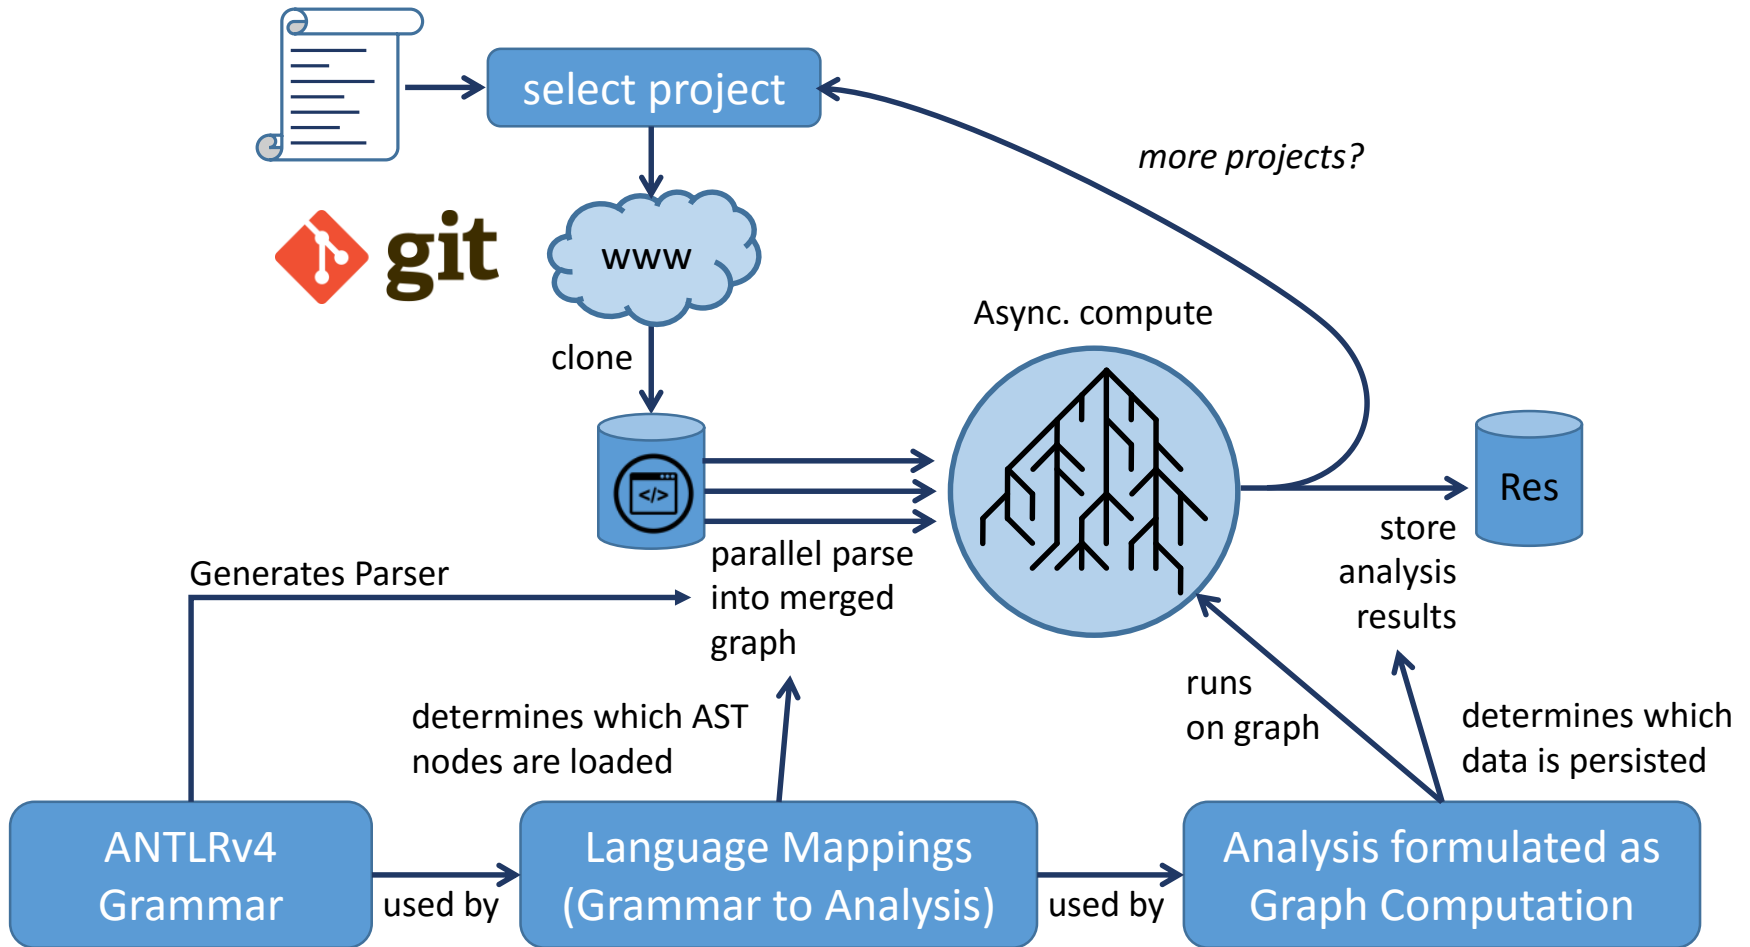 select project
more projects?
git
www
Async. compute
clone
</>
Res
parallel parse
into merged
graph
store
analysis
results
Generates Parser
runs
on graph
determines which AST
nodes are loaded
determines which
data is persisted
ANTLRv4
Grammar
used by
Language Mappings
(Grammar to Analysis)
used by
Analysis formulated as
Graph Computation